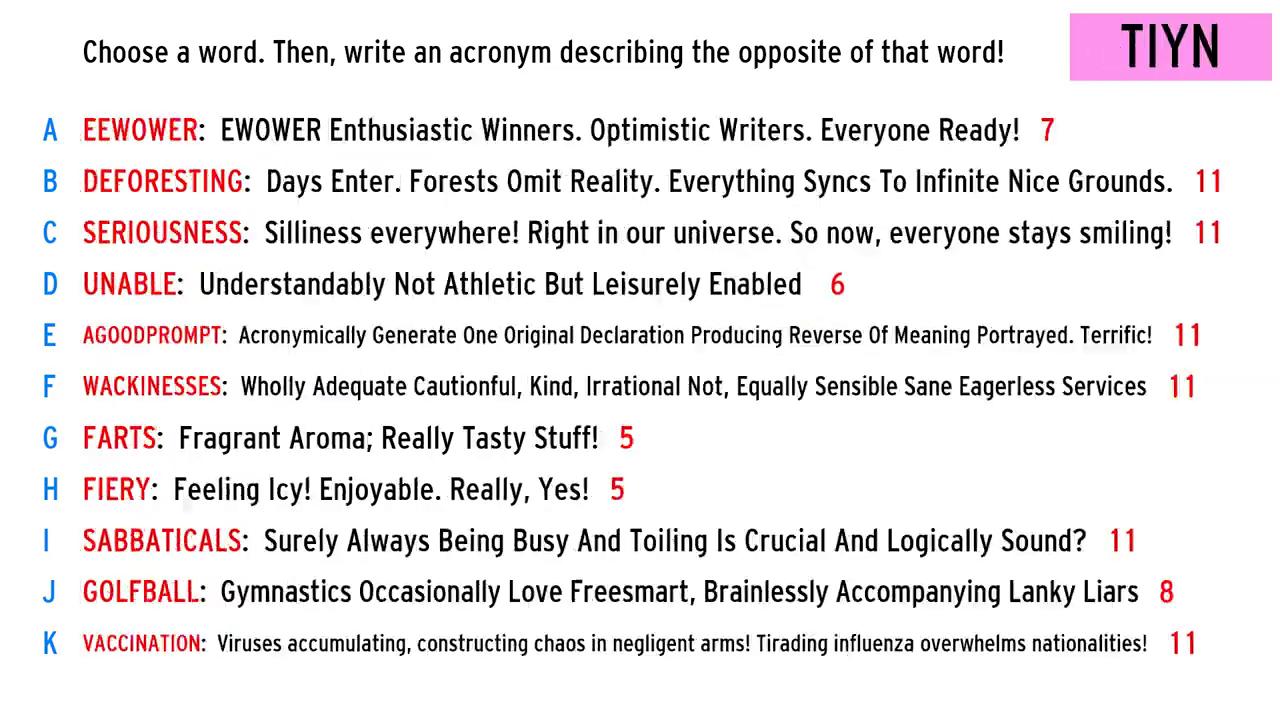 Choose a word. Then, write an acronym describing the opposite of that word!
TIYN
A EEWOWER: EWOWER Enthusiastic Winners. Optimistic Writers. Everyone Ready! 7
B DEFORESTING: Days Enter. Forests Omit Reality. Everything Syncs To Infinite Nice Grounds. 11
C SERIOUSNESS: Silliness everywhere! Right in our universe. So now, everyone stays smiling! 11
D UNABLE: Understandably Not Athletic But Leisurely Enabled 6
E AGOODPROMPT: Acronymically Generate One Original Declaration Producing Reverse Of Meaning Portrayed. Terrific! 11
F WACKINESSES: Wholly Adequate Cautionful, Kind, Irrational Not, Equally Sensible Sane Eagerless Services 11
G FARTS: Fragrant Aroma; Really Tasty Stuff! 5
H FIERY: Feeling Icy! Enjoyable. Really, Yes! 5
I SABBATICALS: Surely Always Being Busy And Toiling Is Crucial And Logically Sound? 11
J GOLFBALL: Gymnastics Occasionally Love Freesmart, Brainlessly Accompanying Lanky Liars 8
K VACCINATION: Viruses accumulating, constructing chaos in negligent arms! Tirading influenza overwhelms nationalities! 11